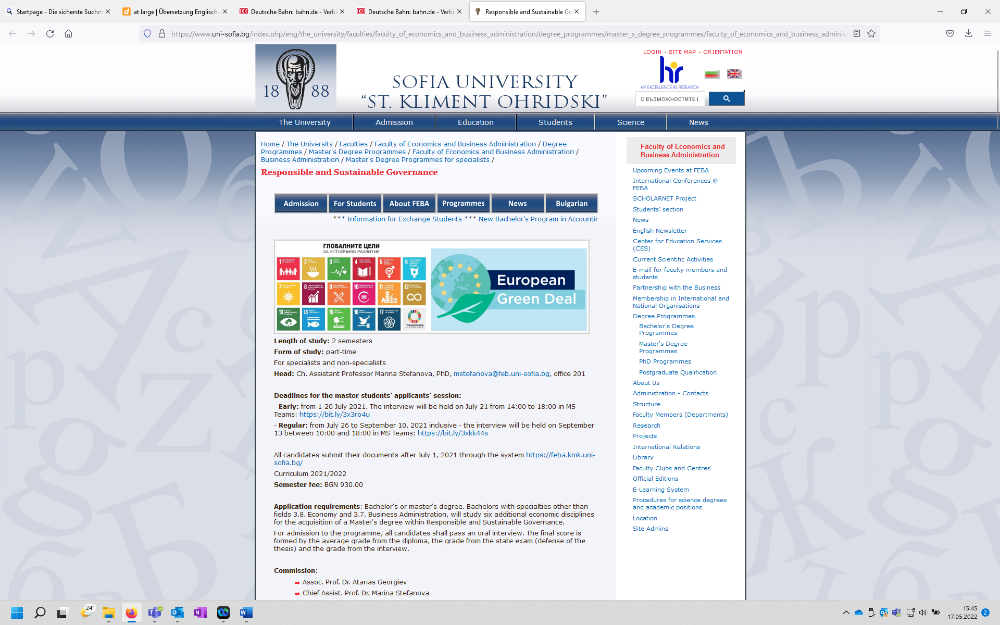 Startpage - Die sicherste Suchm
at large | Übersetzung Englisch-
Deutsche Bahn: bahn.de - Verbi
Deutsche Bahn: bahn.de - Verbi
Responsible and Sustainable Go
https://www.uni-sofia.bg/index.php/eng/the_university/faculties/faculty_of_economics_and_business_administration/degree_programmes/master_s_degree_programmes/faculty_of_economics_and_business_administ
LOGIN • SITE MAP • ORIENTATION
18 88
SOFIA UNIVERSITY
“ST. KLIMENT OHRIDSKI”
hr
HR EXCELLENCE IN RESEARCH
С ВЪЗМОЖНОСТИТЕ
The University Admission Education Students Science News
Home / The University / Faculties / Faculty of Economics and Business Administration / Degree
Programmes / Master's Degree Programmes / Faculty of Economics and Business Administration /
Business Administration / Master's Degree Programmes for specialists /
Responsible and Sustainable Governance
Admission For Students About FEBA Programmes News Bulgarian
*** Information for Exchange Students *** New Bachelor's Program in Accountin
ГЛОБАЛНИТЕ ЦЕЛИ
ЗА УСТОЙЧИВО РАЗВИТИЕ
1 2 3 4 5 6
7 8 9 10 11 12
13 14 15 16 17
European
Green Deal
Length of study: 2 semesters
Form of study: part-time
For specialists and non-specialists
Head: Ch. Assistant Professor Marina Stefanova, PhD, mstefanova@feb.uni-sofia.bg, office 201
Deadlines for the master students’ applicants’ session:
- Early: from 1-20 July 2021. The interview will be held on July 21 from 14:00 to 18:00 in MS
Teams: https://bit.ly/3x3ro4u
- Regular: from July 26 to September 10, 2021 inclusive - the interview will be held on September
13 between 10:00 and 18:00 in MS Teams: https://bit.ly/3xkk44s
All candidates submit their documents after July 1, 2021 through the system https://feba.kmk.uni-
sofia.bg/
Curriculum 2021/2022
Semester fee: BGN 930.00
Application requirements: Bachelor's or master's degree. Bachelors with specialties other than
fields 3.8. Economy and 3.7. Business Administration, will study six additional economic disciplines
for the acquisition of a Master's degree within Responsible and Sustainable Governance.
For admission to the programme, all candidates shall pass an oral interview. The final score is
formed by the average grade from the diploma, the grade from the state exam (defense of the
thesis) and the grade from the interview.
Commission:
Assoc. Prof. Dr. Atanas Georgiev
Chief Assist. Prof. Dr. Marina Stefanova
Faculty of Economics and
Business Administration
Upcoming Events at FEBA
International Conferences @
FEBA
SCHOLARNET Project
Students' section
News
English Newsletter
Center for Education Services
(CES)
Current Scientific Activities
E-mail for faculty members and
students
Partnership with the Business
Membership in International and
National Organisations
Degree Programmes
Bachelor's Degree
Programmes
Master's Degree
Programmes
PhD Programmes
Postgraduate Qualification
About Us
Administration - Contacts
Structure
Faculty Members (Departments)
Research
Projects
International Relations
Library
Faculty Clubs and Centres
Official Editions
E-Learning System
Procedures for science degrees
and academic positions
Location
Site Admins
24°
15:45
17.05.2022
2